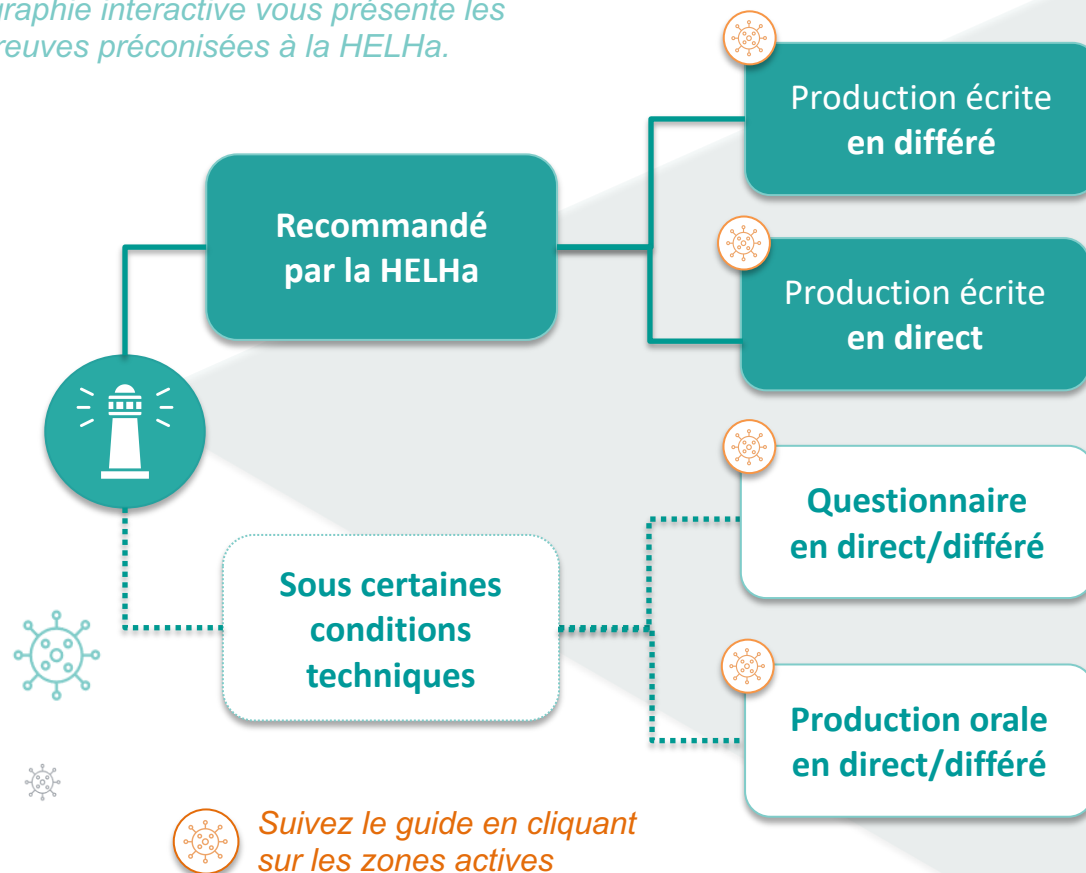 graphie interactive vous présente les
reuves préconisées à la HELHa.
Production écrite
en différé
Recommandé
par la HELHa
Production écrite
en direct
Questionnaire
en direct/différé
Sous certaines
conditions
techniques
Production orale
en direct/différé
Suivez le guide en cliquant
sur les zones actives